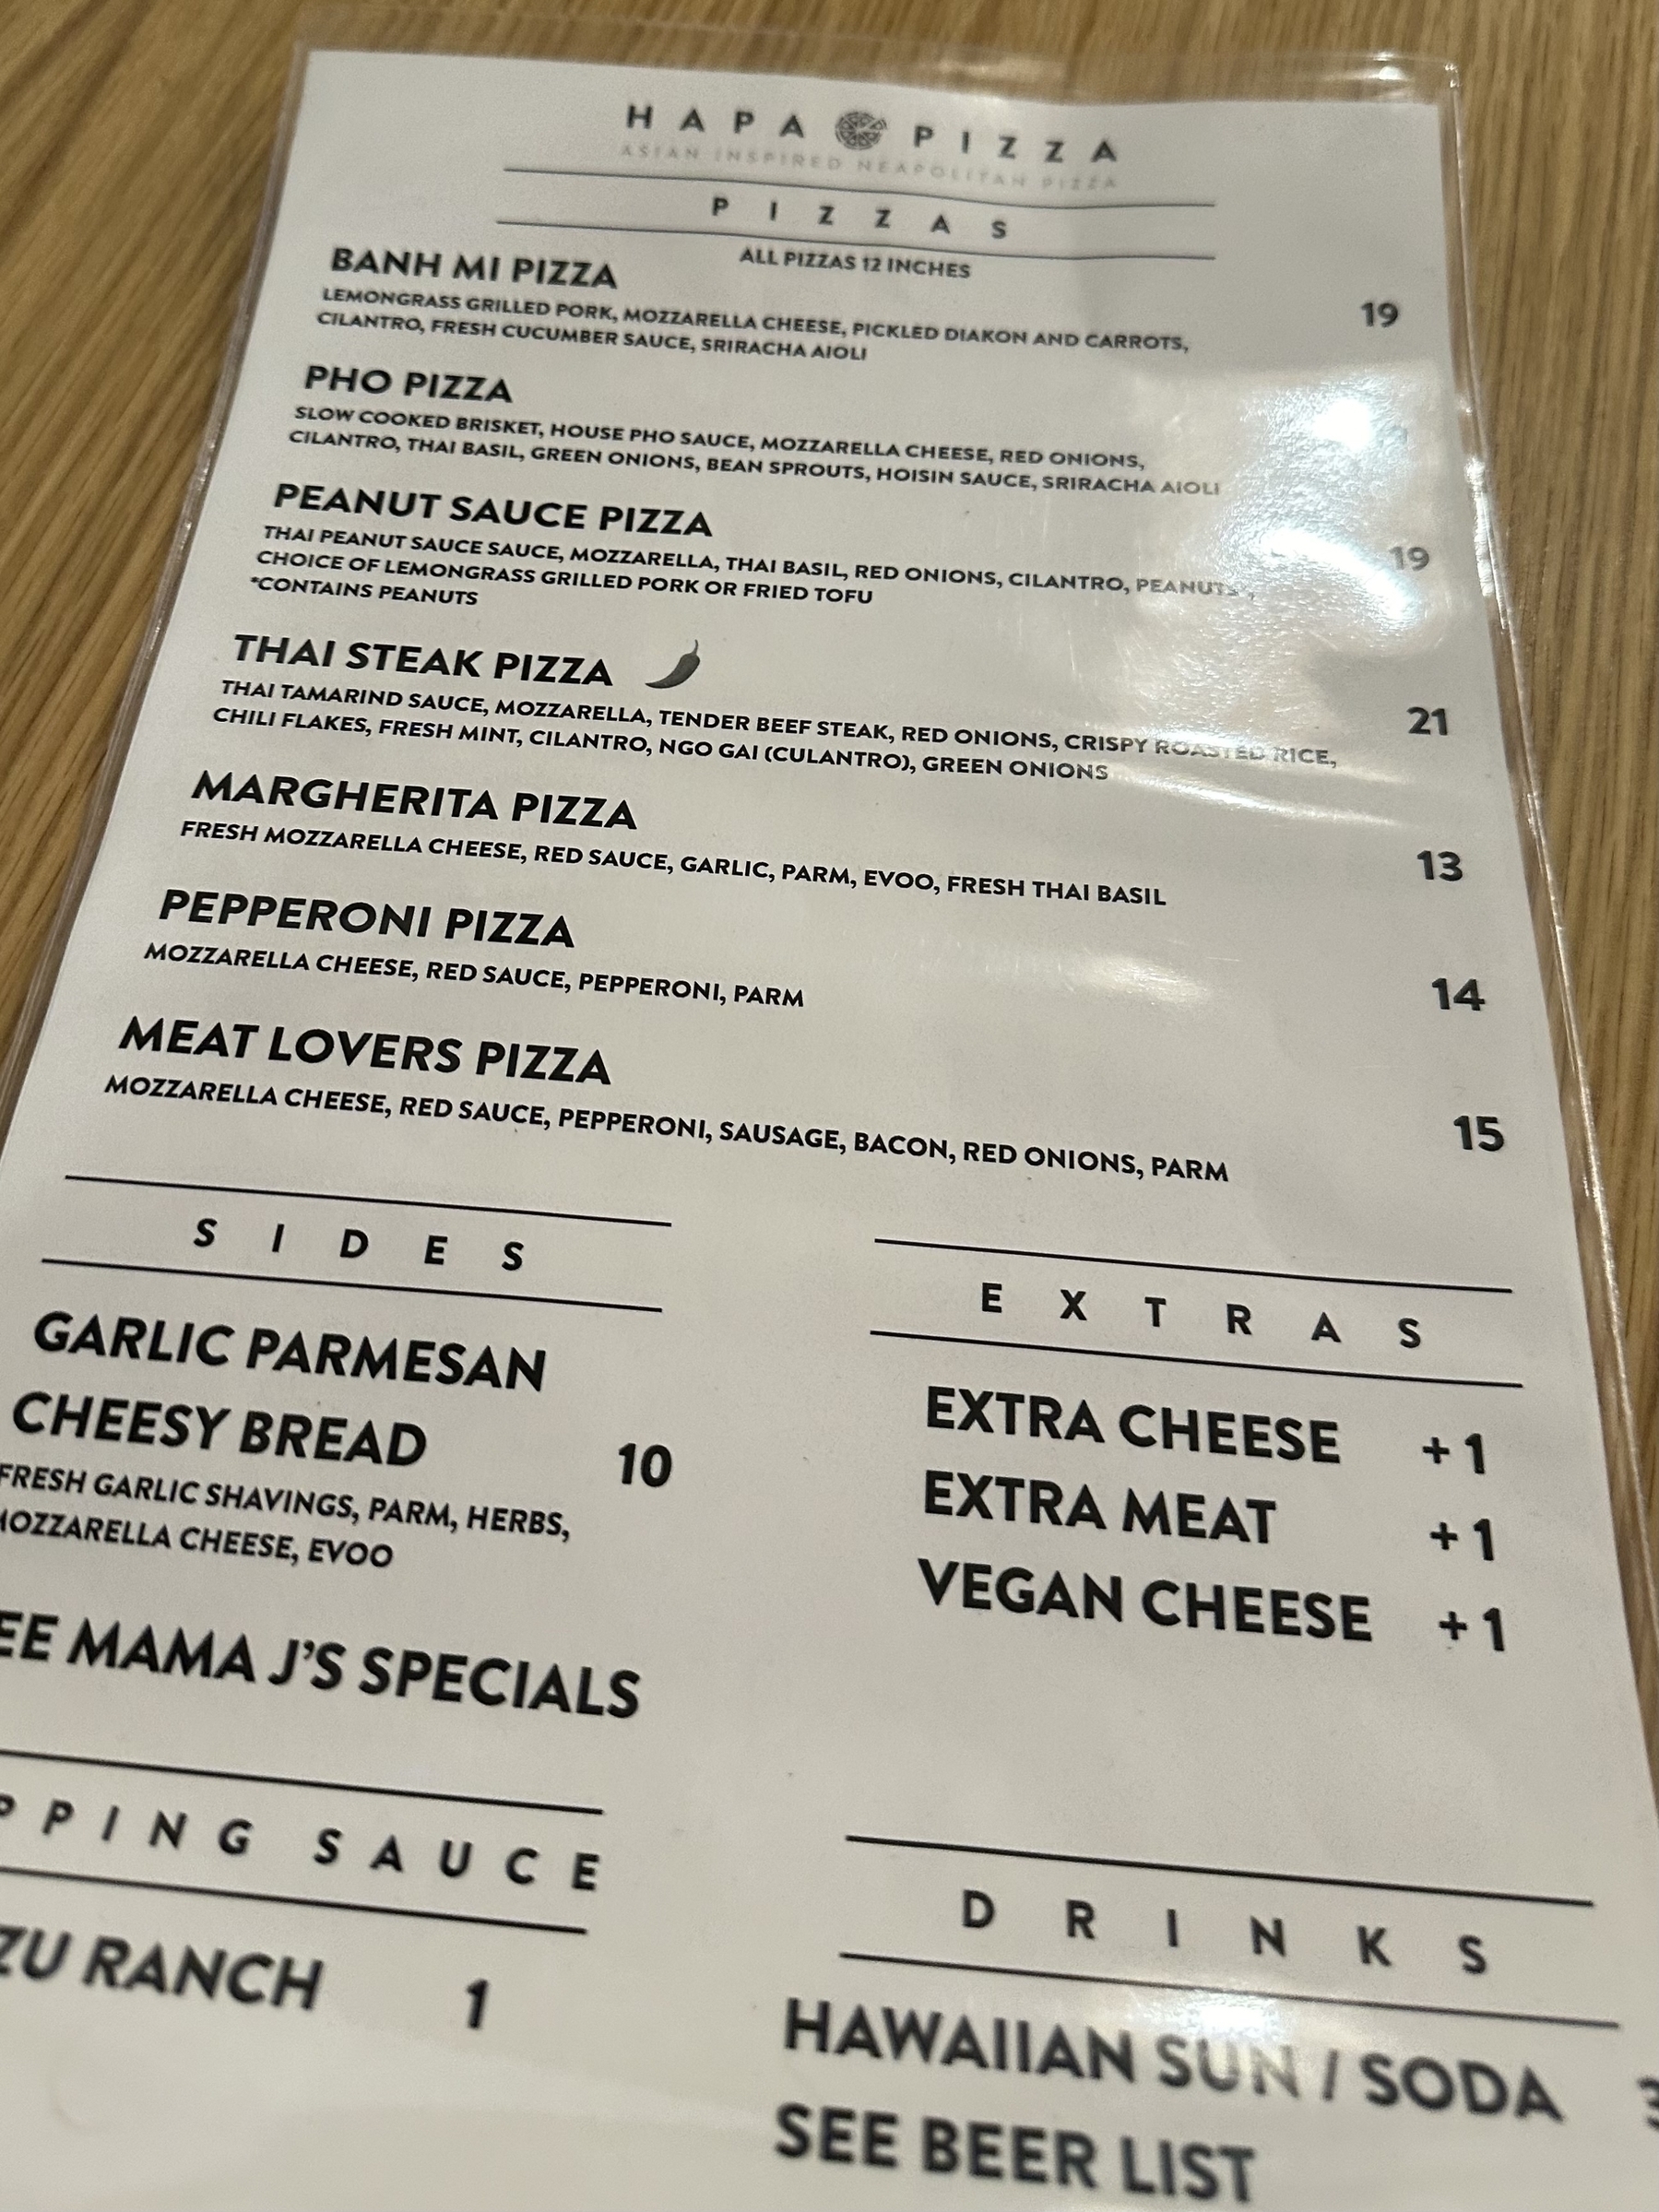 HAPA PIZZA
ASIAN INSPIRED NEAPOLITAN PIZZA
PIZZAS
ALL PIZZAS 12 INCHES
BANH MI PIZZA 19
LEMONGRASS GRILLED PORK, MOZZARELLA CHEESE, PICKLED DIAKON AND CARROTS,
CILANTRO, FRESH CUCUMBER SAUCE, SRIRACHA AIOLI
PHO PIZZA
SLOW COOKED BRISKET, HOUSE PHO SAUCE, MOZZARELLA CHEESE, RED ONIONS,
CILANTRO, THAI BASIL, GREEN ONIONS, BEAN SPROUTS, HOISIN SAUCE, SRIRACHA AIOLI
PEANUT SAUCE PIZZA 19
THAI PEANUT SAUCE SAUCE, MOZZARELLA, THAI BASIL, RED ONIONS, CILANTRO, PEANUTS*,
CHOICE OF LEMONGRASS GRILLED PORK OR FRIED TOFU
*CONTAINS PEANUTS
THAI STEAK PIZZA 21
THAI TAMARIND SAUCE, MOZZARELLA, TENDER BEEF STEAK, RED ONIONS, CRISPY ROASTED RICE,
CHILI FLAKES, FRESH MINT, CILANTRO, NGO GAI (CULANTRO), GREEN ONIONS
MARGHERITA PIZZA 13
FRESH MOZZARELLA CHEESE, RED SAUCE, GARLIC, PARM, EVOO, FRESH THAI BASIL
PEPPERONI PIZZA 14
MOZZARELLA CHEESE, RED SAUCE, PEPPERONI, PARM
MEAT LOVERS PIZZA 15
MOZZARELLA CHEESE, RED SAUCE, PEPPERONI, SAUSAGE, BACON, RED ONIONS, PARM
SIDES
GARLIC PARMESAN
CHEESY BREAD 10
FRESH GARLIC SHAVINGS, PARM, HERBS,
MOZZARELLA CHEESE, EVOO
EE MAMA J'S SPECIALS
EXTRAS
EXTRA CHEESE +1
EXTRA MEAT +1
VEGAN CHEESE +1
PPING SAUCE
ZU RANCH 1
DRINKS
HAWAIIAN SUN / SODA 3
SEE BEER LIST